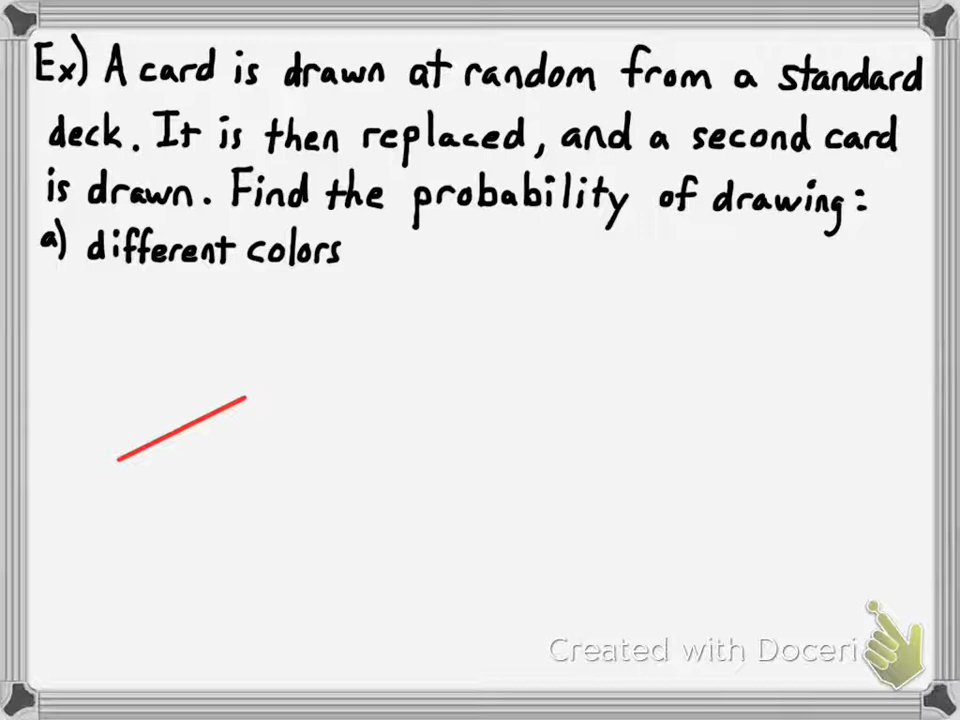 Ex) A card is drawn at random from a standard
deck. It is then replaced, and a second card
is drawn. Find the probability of drawing:
a) different colors
Created with Doceri